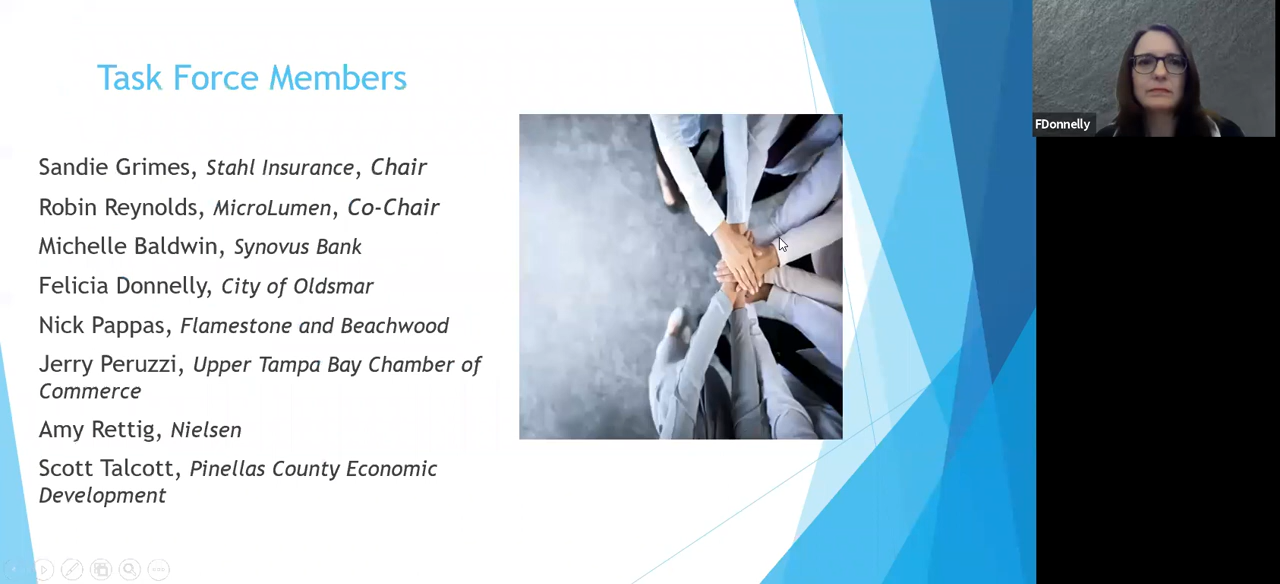 Task Force Members
FDonnelly
Sandie Grimes, Stahl Insurance, Chair
Robin Reynolds, MicroLumen, Co-Chair
Michelle Baldwin, Synovus Bank
Felicia Donnelly, City of Oldsmar
Nick Pappas, Flamestone and Beachwood
Jerry Peruzzi, Upper Tampa Bay Chamber of
Commerce
Amy Rettig, Nielsen
Scott Talcott, Pinellas County Economic
Development